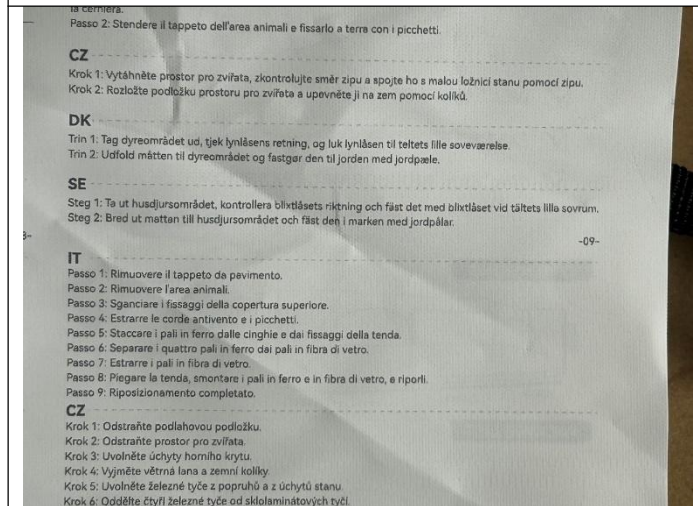 la cerniera.
Passo 2: Stendere il tappeto dell'area animali e fissarlo a terra con i picchetti.
CZ
Krok 1: Vytáhněte prostor pro zvířata, zkontrolujte směr zipu a spojte ho s malou ložnicí stanu pomocí zipu.
Krok 2: Rozložte podložku prostoru pro zvířata a upevněte ji na zem pomocí kolíků.
DK
Trin 1: Tag dyreområdet ud, tjek lynlåsens retning, og luk lynlåsen til teltets lille soveværelse.
Trin 2: Udfold måtten til dyreområdet og fastgør den til jorden med jordpæle.
SE
Steg 1: Ta ut husdjursområdet, kontrollera blixtlåsets riktning och fäst det med blixtlåset vid tältets lilla sovrum.
Steg 2: Bred ut mattan till husdjursområdet och fäst den i marken med jordpålar.
-09-
IT
Passo 1: Rimuovere il tappeto da pavimento.
Passo 2: Rimuovere l'area animali.
Passo 3: Sganciare i fissaggi della copertura superiore.
Passo 4: Estrarre le corde antivento e i picchetti.
Passo 5: Staccare i pali in ferro dalle cinghie e dai fissaggi della tenda.
Passo 6: Separare i quattro pali in ferro dai pali in fibra di vetro.
Passo 7: Estrarre i pali in fibra di vetro.
Passo 8: Piegare la tenda, smontare i pali in ferro e in fibra di vetro, e riporli.
Passo 9: Riposizionamento completato.
CZ
Krok 1: Odstraňte podlahovou podložku.
Krok 2: Odstraňte prostor pro zvířata.
Krok 3: Uvolněte úchyty horního krytu.
Krok 4: Vyjměte větrná lana a zemní kolíky.
Krok 5: Uvolněte železné tyče z popruhů a z úchytů stanu.
Krok 6: Oddělte čtyři železné tyče od sklolaminátových tyčí.